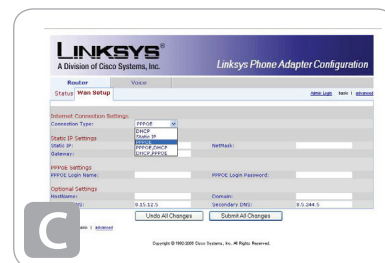 LINKSYS®
A Division of Cisco Systems, Inc.
Linksys Phone Adapter Configuration
Router Voice
Status Wan Setup
Admin Login basic | advanced
Internet Connection Settings
Connection Type: PPPOE
DHCP
Static IP
PPPOE
PPPOE,DHCP
DHCP,PPPOE
Static IP Settings
Static IP: NetMask:
Gateway:
PPPOE Settings
PPPOE Login Name: PPPOE Login Password:
Optional Settings
HostName: Domain:
NS: 0.15.12.5 Secondary DNS: 0.5.244.5
Undo All Changes Submit All Changes
basic | advanced
C
Copyright © 1992-2009 Cisco Systems, Inc. All Rights Reserved.